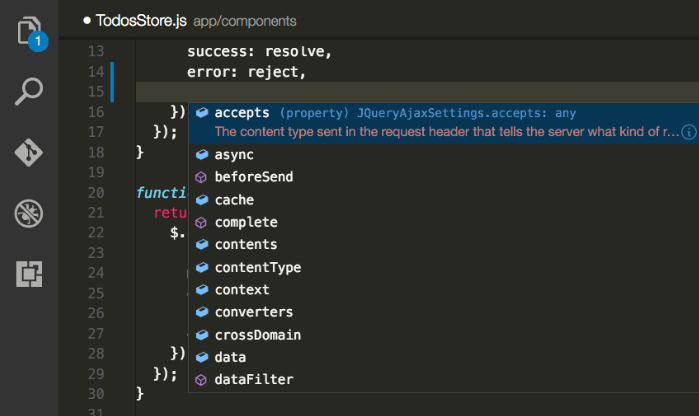 ● TodosStore.js app/components
1
13 success: resolve,
14 error: reject,
15
16 })
17 });
18 }
19
20 functi
21 retu
22 $.
23
24
25
26
27
28 })
29 });
30 }
31
accepts (property) JQueryAjaxSettings.accepts: any
The content type sent in the request header that tells the server what kind of r...
async
beforeSend
cache
complete
contents
contentType
context
converters
crossDomain
data
dataFilter